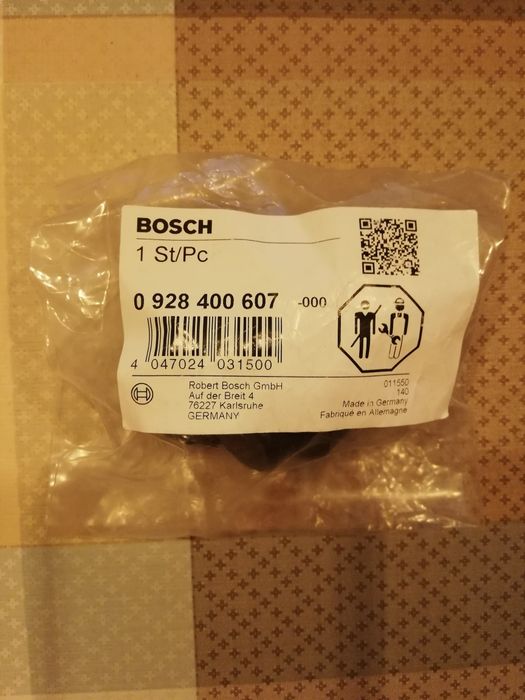 BOSCH
1 St/Pc
0 928 400 607 -000
4 047024 031500
Robert Bosch GmbH
Auf der Breit 4
76227 Karlsruhe
GERMANY
011550
140
Made in Germany
Fabriqué en Allemagne